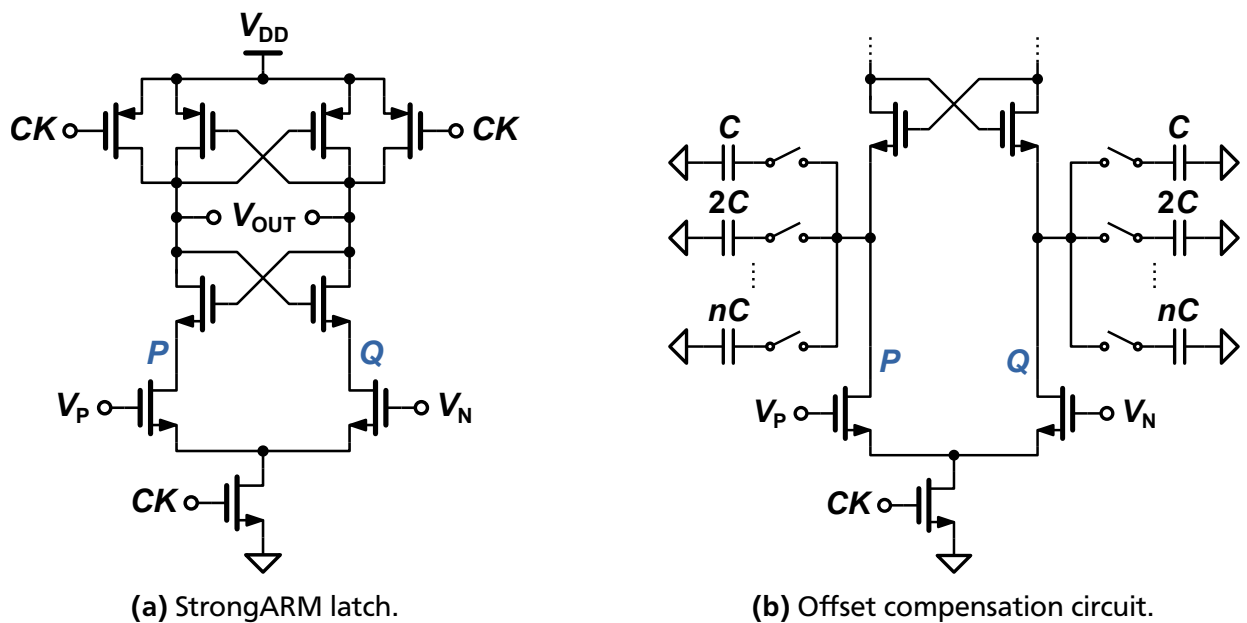 VDD
CK
CK
VOUT
P
Q
VP
VN
CK
(a) StrongARM latch.
C
C
2C
2C
nC
nC
P
Q
VP
VN
CK
(b) Offset compensation circuit.